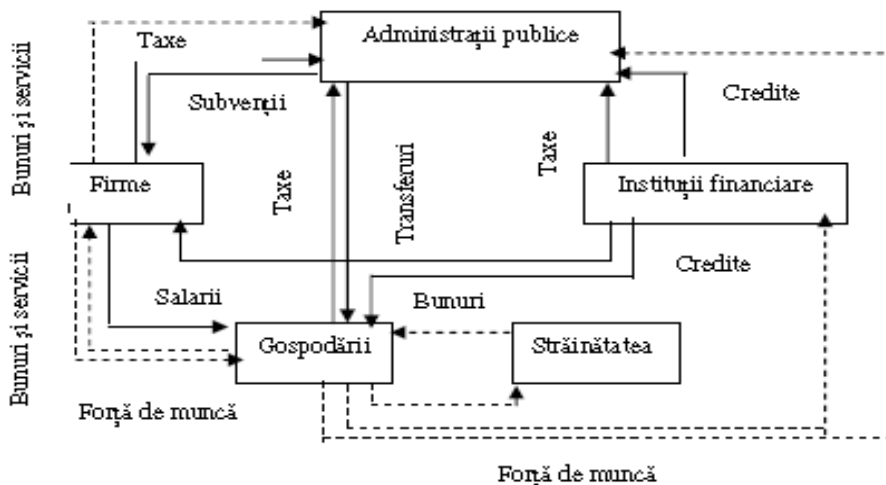 Administrații publice
Taxe
Subvenții
Credite
Bunuri și servicii
Taxe
Transferuri
Taxe
Firme
Instituții financiare
Credite
Salarii
Bunuri
Bunuri și servicii
Gospodării
Străinătatea
Forță de muncă
Forță de muncă